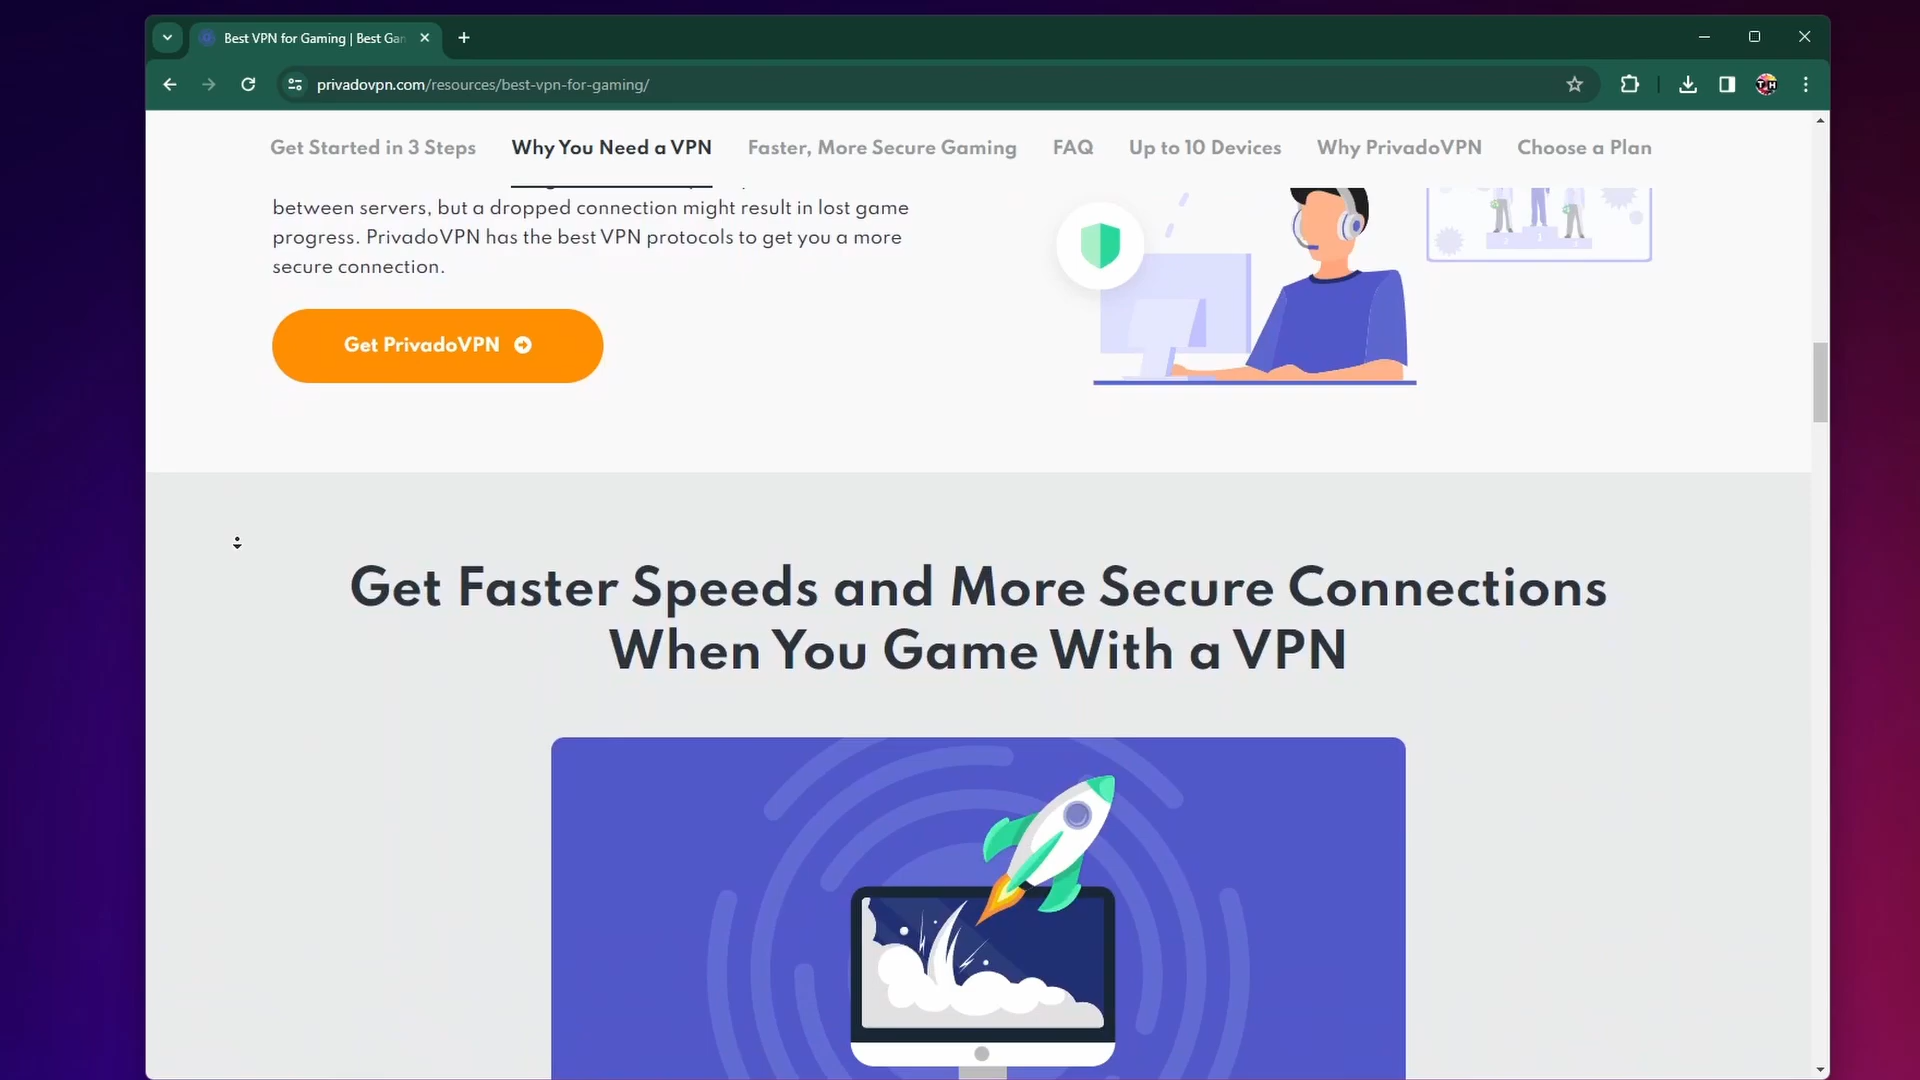 Best VPN for Gaming | Best Gan
privadovpn.com/resources/best-vpn-for-gaming/
TH
Get Started in 3 Steps
Why You Need a VPN
Faster, More Secure Gaming
FAQ
Up to 10 Devices
Why PrivadoVPN
Choose a Plan
between servers, but a dropped connection might result in lost game
progress. PrivadoVPN has the best VPN protocols to get you a more
secure connection.
Get PrivadoVPN
Get Faster Speeds and More Secure Connections
When You Game With a VPN